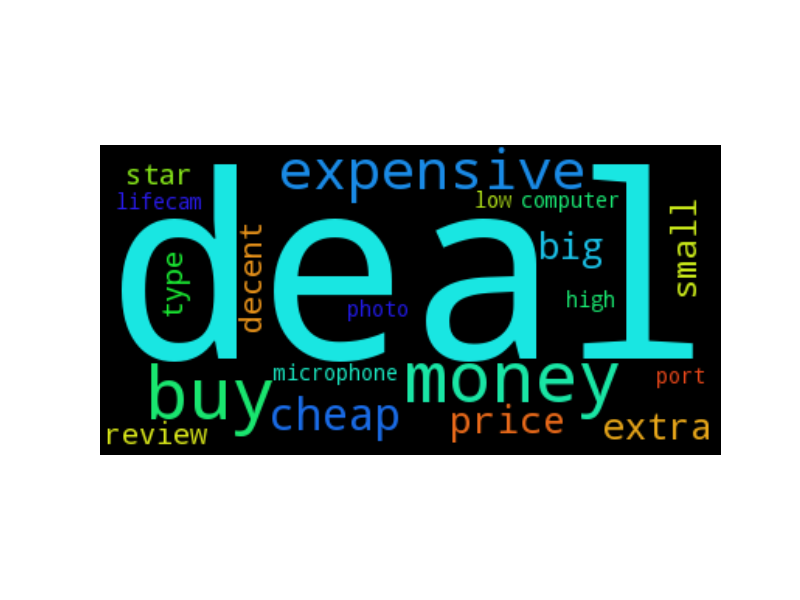 expensive
star
lifecam
low
computer
small
deal
type
decent
big
high
photo
microphone
money
port
buy
cheap
price
extra
review